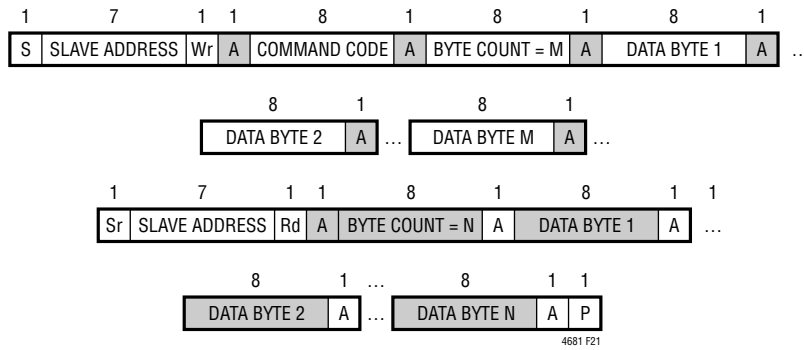 1 7 1 1 8 1 8 1 8 1
S SLAVE ADDRESS Wr A COMMAND CODE A BYTE COUNT = M A DATA BYTE 1 A ..
8 1 8 1
DATA BYTE 2 A ... DATA BYTE M A ...
1 7 1 1 8 1 8 1 1
Sr SLAVE ADDRESS Rd A BYTE COUNT = N A DATA BYTE 1 A ...
8 1 ... 8 1 1
DATA BYTE 2 A ... DATA BYTE N A P
4681 F21